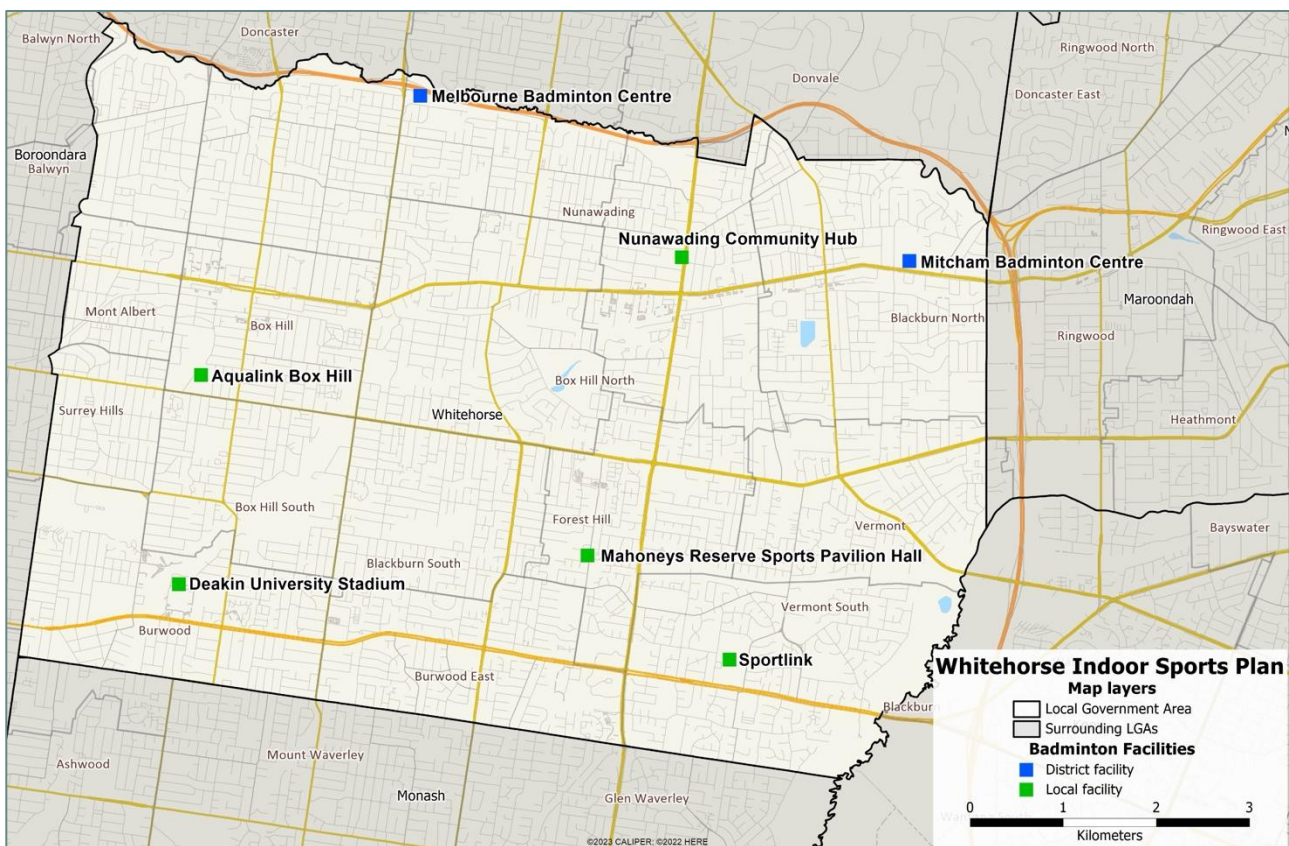 Balwyn North
Doncaster
Ringwood North
Donvale
Doncaster East
Melbourne Badminton Centre
Boroondara
Balwyn
Nunawading
Ringwood East
Nunawading Community Hub
Mitcham Badminton Centre
Maroondah
Mont Albert
Box Hill
Blackburn North
Ringwood
Aqualink Box Hill
Box Hill North
Surrey Hills
Whitehorse
Heathmont
Box Hill South
Forest Hill
Vermont
Bayswater
Mahoneys Reserve Sports Pavilion Hall
Blackburn South
Deakin University Stadium
Vermont South
Burwood
Sportlink
Burwood East
Blackburn
Mount Waverley
Ashwood
Monash
Glen Waverley
Whitehorse Indoor Sports Plan
Map layers
Local Government Area
Surrounding LGAs
Badminton Facilities
District facility
Local facility
0 1 2 3
Kilometers
©2023 CALIPER; ©2022 HERE